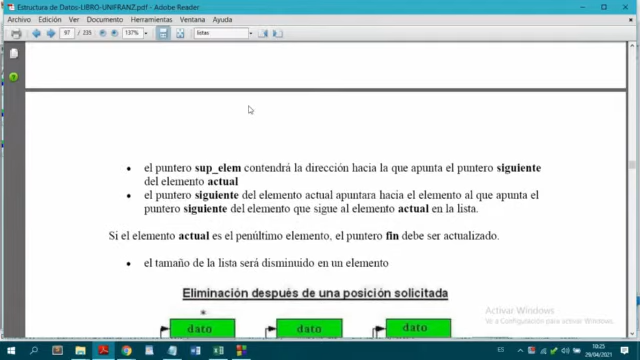 Estructura de Datos-LIBRO-UNIFRANZ.pdf - Adobe Reader
Archivo Edición Ver Documento Herramientas Ventana Ayuda
97 / 235 137% listas
• el puntero sup_elem contendrá la dirección hacia la que apunta el puntero siguiente
del elemento actual
• el puntero siguiente del elemento actual apuntara hacia el elemento al que apunta el
puntero siguiente del elemento que sigue al elemento actual en la lista.
Si el elemento actual es el penúltimo elemento, el puntero fin debe ser actualizado.
• el tamaño de la lista será disminuido en un elemento
Eliminación después de una posición solicitada
*
dato dato dato
Activar Windows
Ve a Configuración para activar Windows.
ES 10:25
29/04/2021